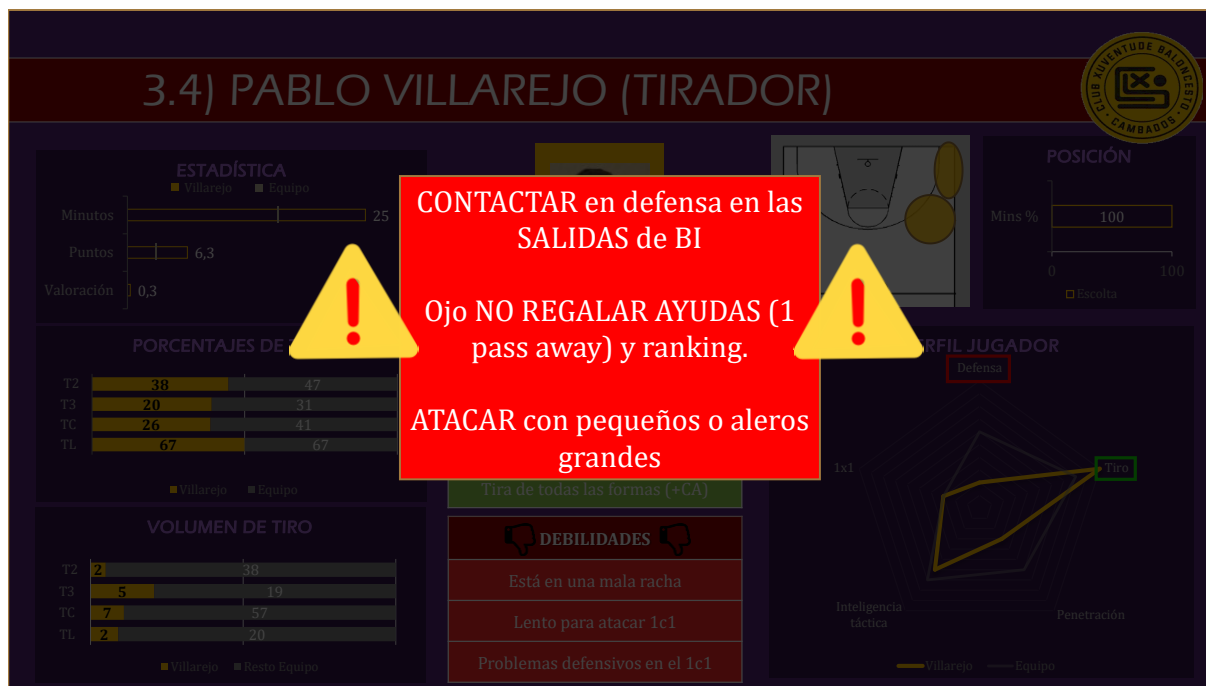 3.4) PABLO VILLAREJO (TIRADOR)
CLUB XUVENTUDE BALONCESTO
CAMBADOS
ESTADÍSTICA
Villarejo Equipo
Minutos 25
Puntos 6,3
Valoración 0,3
POSICIÓN
Mins % 100
0 100
Escolta
CONTACTAR en defensa en las
SALIDAS de BI
Ojo NO REGALAR AYUDAS (1
pass away) y ranking.
ATACAR con pequeños o aleros
grandes
PORCENTAJES DE
T2 38 47
T3 20 31
TC 26 41
TL 67 67
Villarejo Equipo
VOLUMEN DE TIRO
T2 2 38
T3 5 19
TC 7 57
TL 2 20
Villarejo Resto Equipo
Tira de todas las formas (+CA)
DEBILIDADES
Está en una mala racha
Lento para atacar 1c1
Problemas defensivos en el 1c1
RFIL JUGADOR
Defensa
Tiro
Penetración
Inteligencia
táctica
1x1
Villarejo Equipo